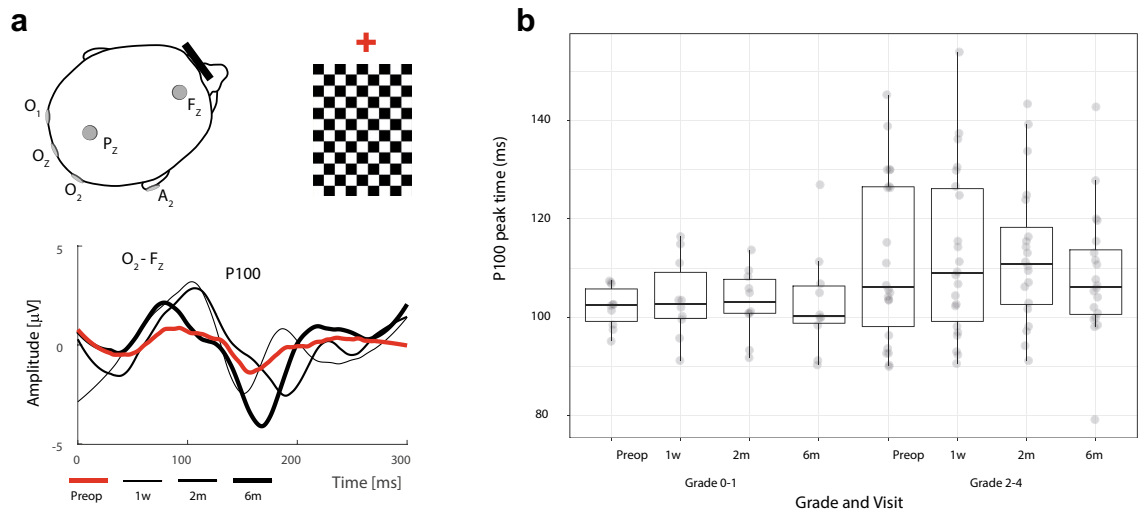 a
O1
OZ
O2
PZ
FZ
A2
5
0
-5
Amplitude [μV]
O2 - FZ
P100
0 100 200 300
Time [ms]
Preop 1w 2m 6m
b
P100 peak time (ms)
140
120
100
80
Preop 1w 2m 6m Preop 1w 2m 6m
Grade 0-1 Grade 2-4
Grade and Visit